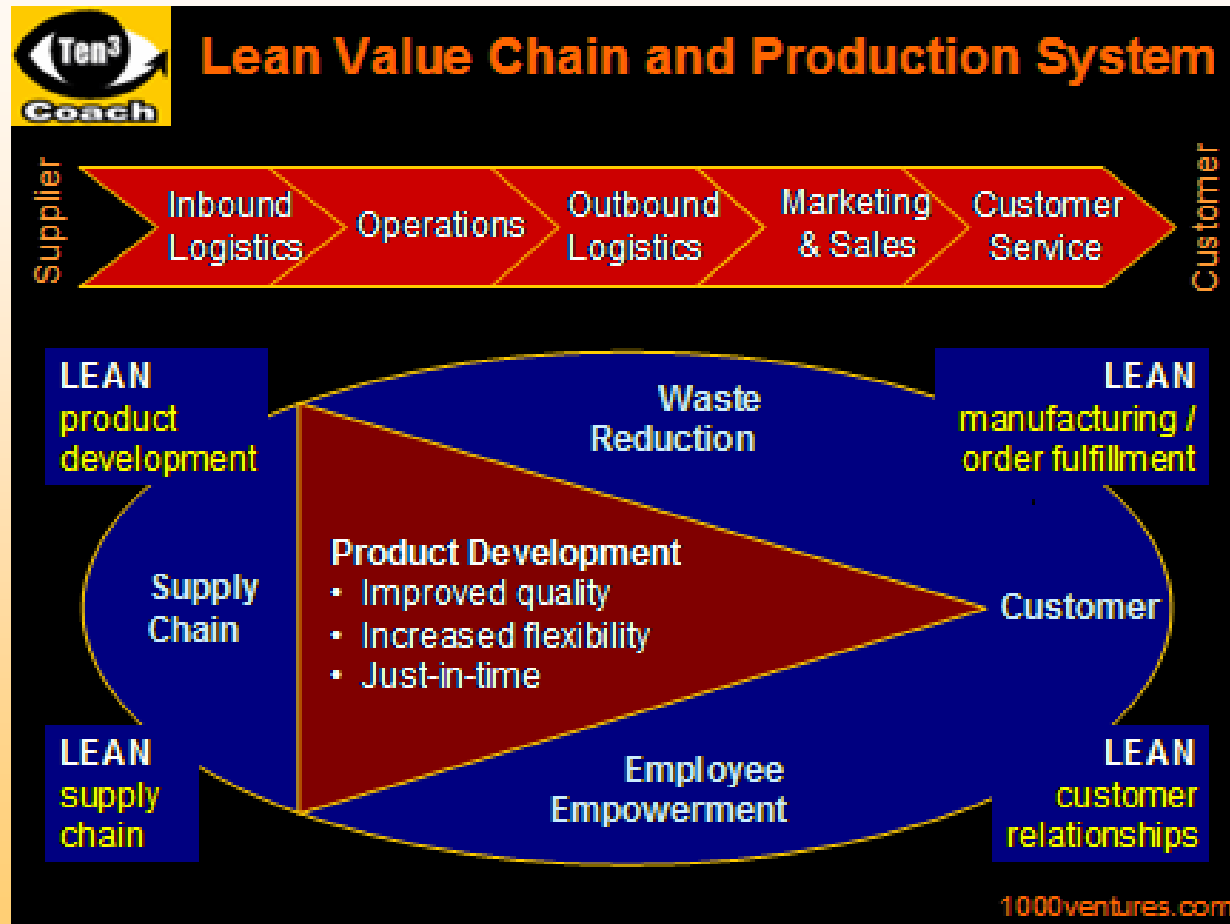 Ten³
Coach
Lean Value Chain and Production System
Supplier
Inbound
Logistics
Operations
Outbound
Logistics
Marketing
& Sales
Customer
Service
Customer
LEAN
product
development
Waste
Reduction
LEAN
manufacturing /
order fulfillment
Supply
Chain
Product Development
• Improved quality
• Increased flexibility
• Just-in-time
Customer
LEAN
supply
chain
Employee
Empowerment
LEAN
customer
relationships
1000ventures.com